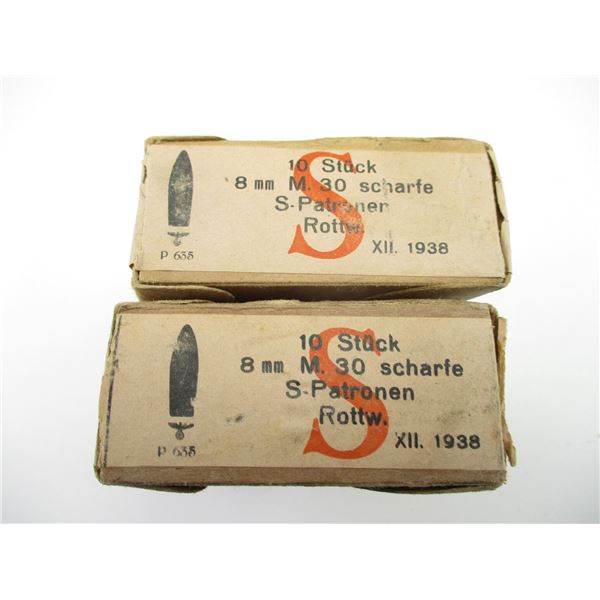 10 Stück
8 mm M. 30 scharfe
S-Patronen
Rottw.
XII. 1938
S
P 635
10 Stück
8 mm M. 30 scharfe
S-Patronen
Rottw.
XII. 1938
S
P 635